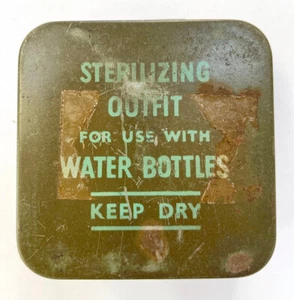 STERILIZING
OUTFIT
FOR USE WITH
WATER BOTTLES
KEEP DRY